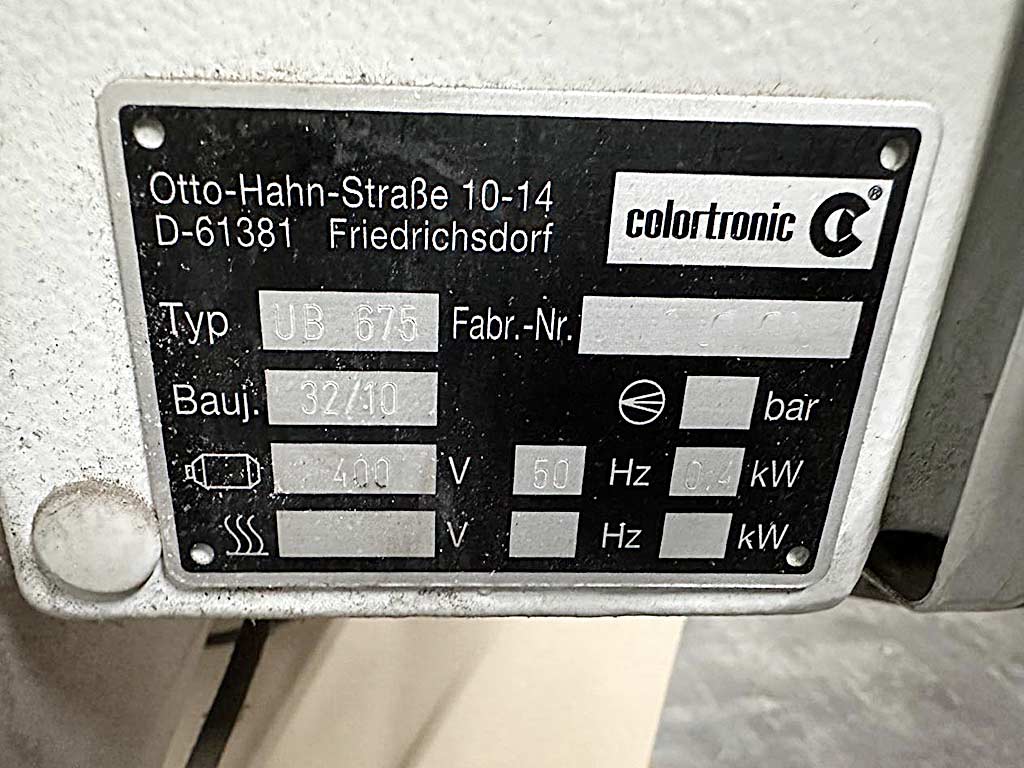 Otto-Hahn-Straße 10-14
D-61381 Friedrichsdorf
colortronic C ®
Typ UB 675 Fabr.-Nr.
Bauj. 32/10 bar
400 V 50 Hz 0,4 kW
V Hz kW